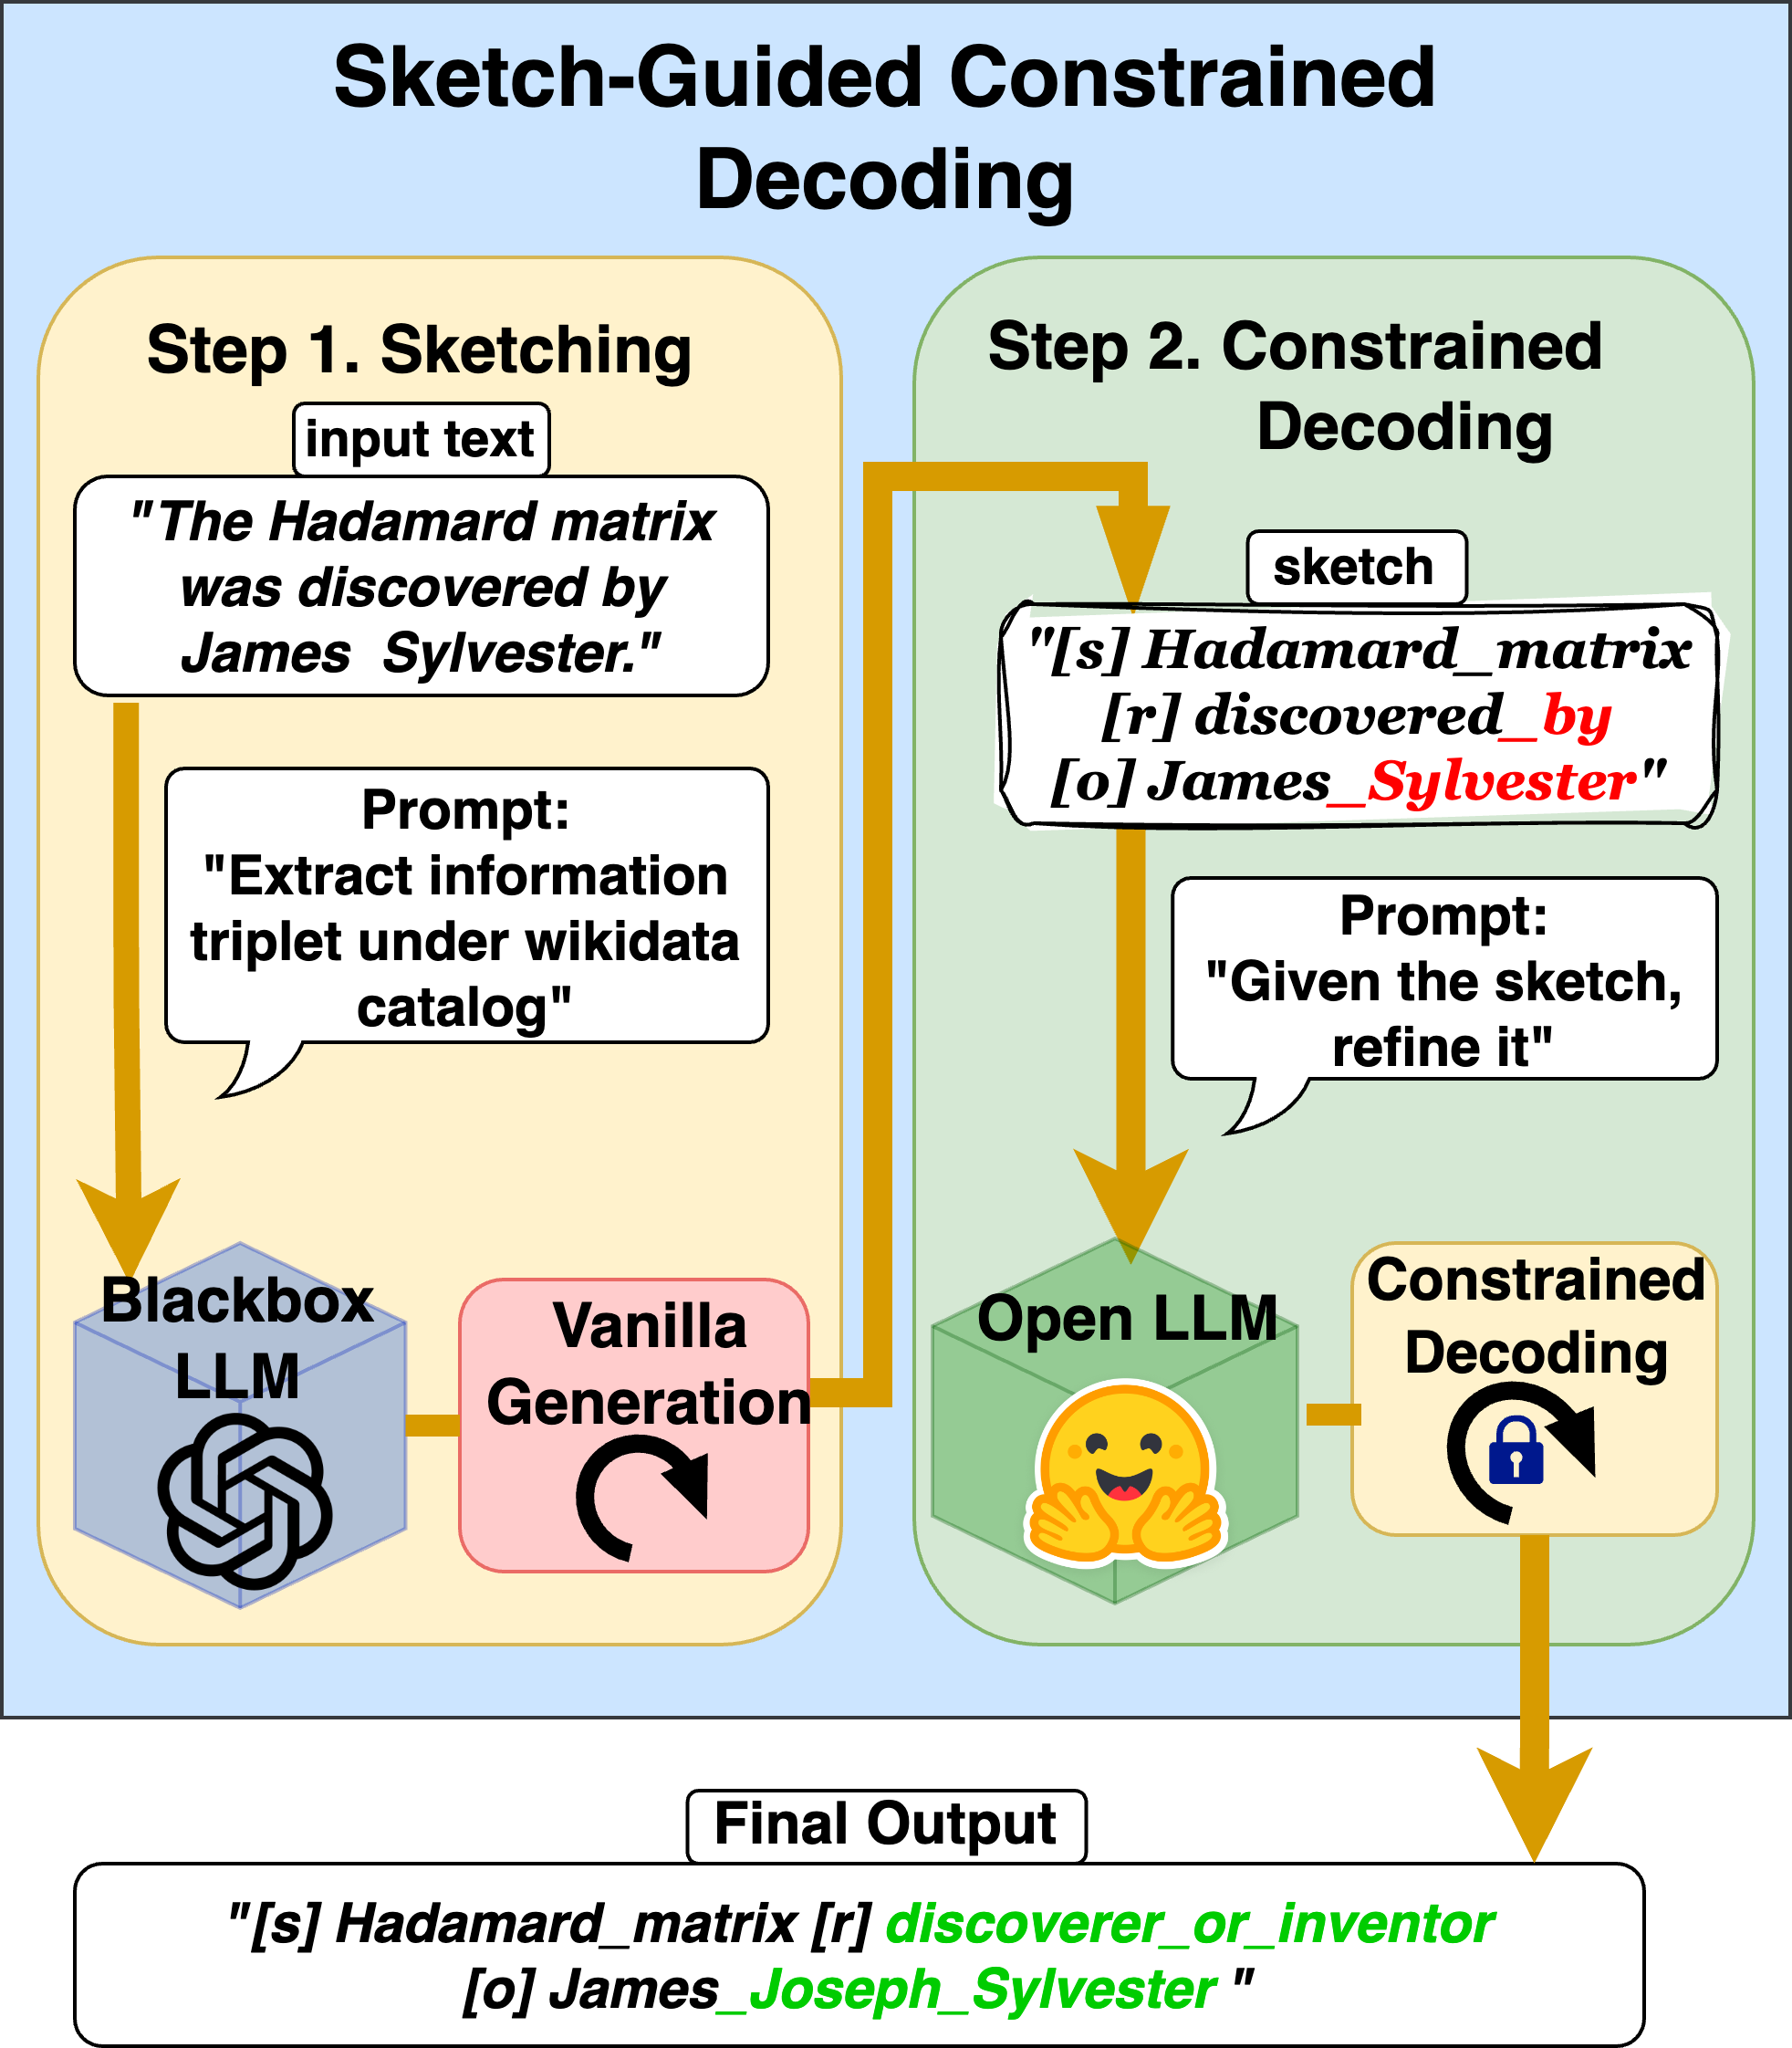 Sketch-Guided Constrained
Decoding
Step 1. Sketching
input text
"The Hadamard matrix
was discovered by
James  Sylvester."
Prompt:
"Extract information
triplet under wikidata
catalog"
Blackbox
LLM
Vanilla
Generation
Step 2. Constrained
Decoding
sketch
"[s] Hadamard_matrix
[r] discovered_by
[o] James_Sylvester"
Prompt:
"Given the sketch,
refine it"
Open LLM
Constrained
Decoding
Final Output
"[s] Hadamard_matrix [r] discoverer_or_inventor
[o] James_Joseph_Sylvester "